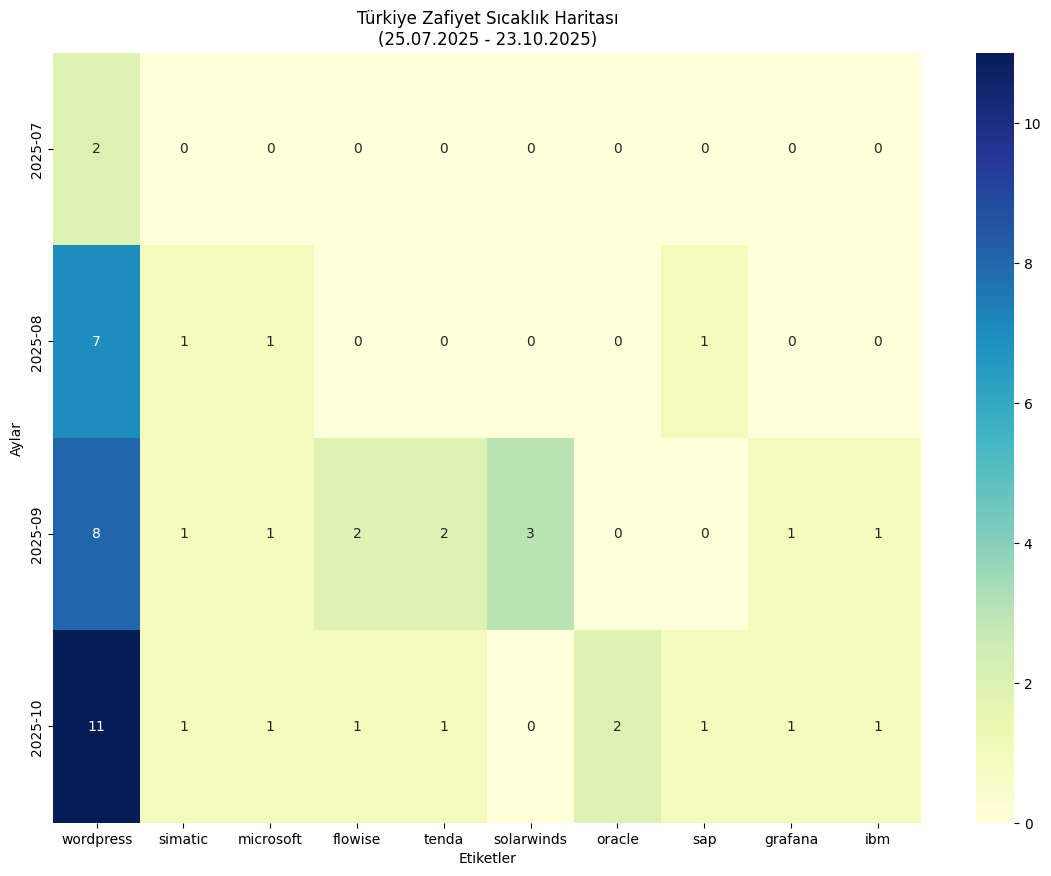 Türkiye Zafiyet Sıcaklık Haritası
(25.07.2025 - 23.10.2025)
Aylar
2025-07
2 0 0 0 0 0 0 0 0 0
2025-08
7 1 1 0 0 0 0 1 0 0
2025-09
8 1 1 2 2 3 0 0 1 1
2025-10
11 1 1 1 1 0 2 1 1 1
wordpress simatic microsoft flowise tenda solarwinds oracle sap grafana ibm
Etiketler
10
8
6
4
2
0